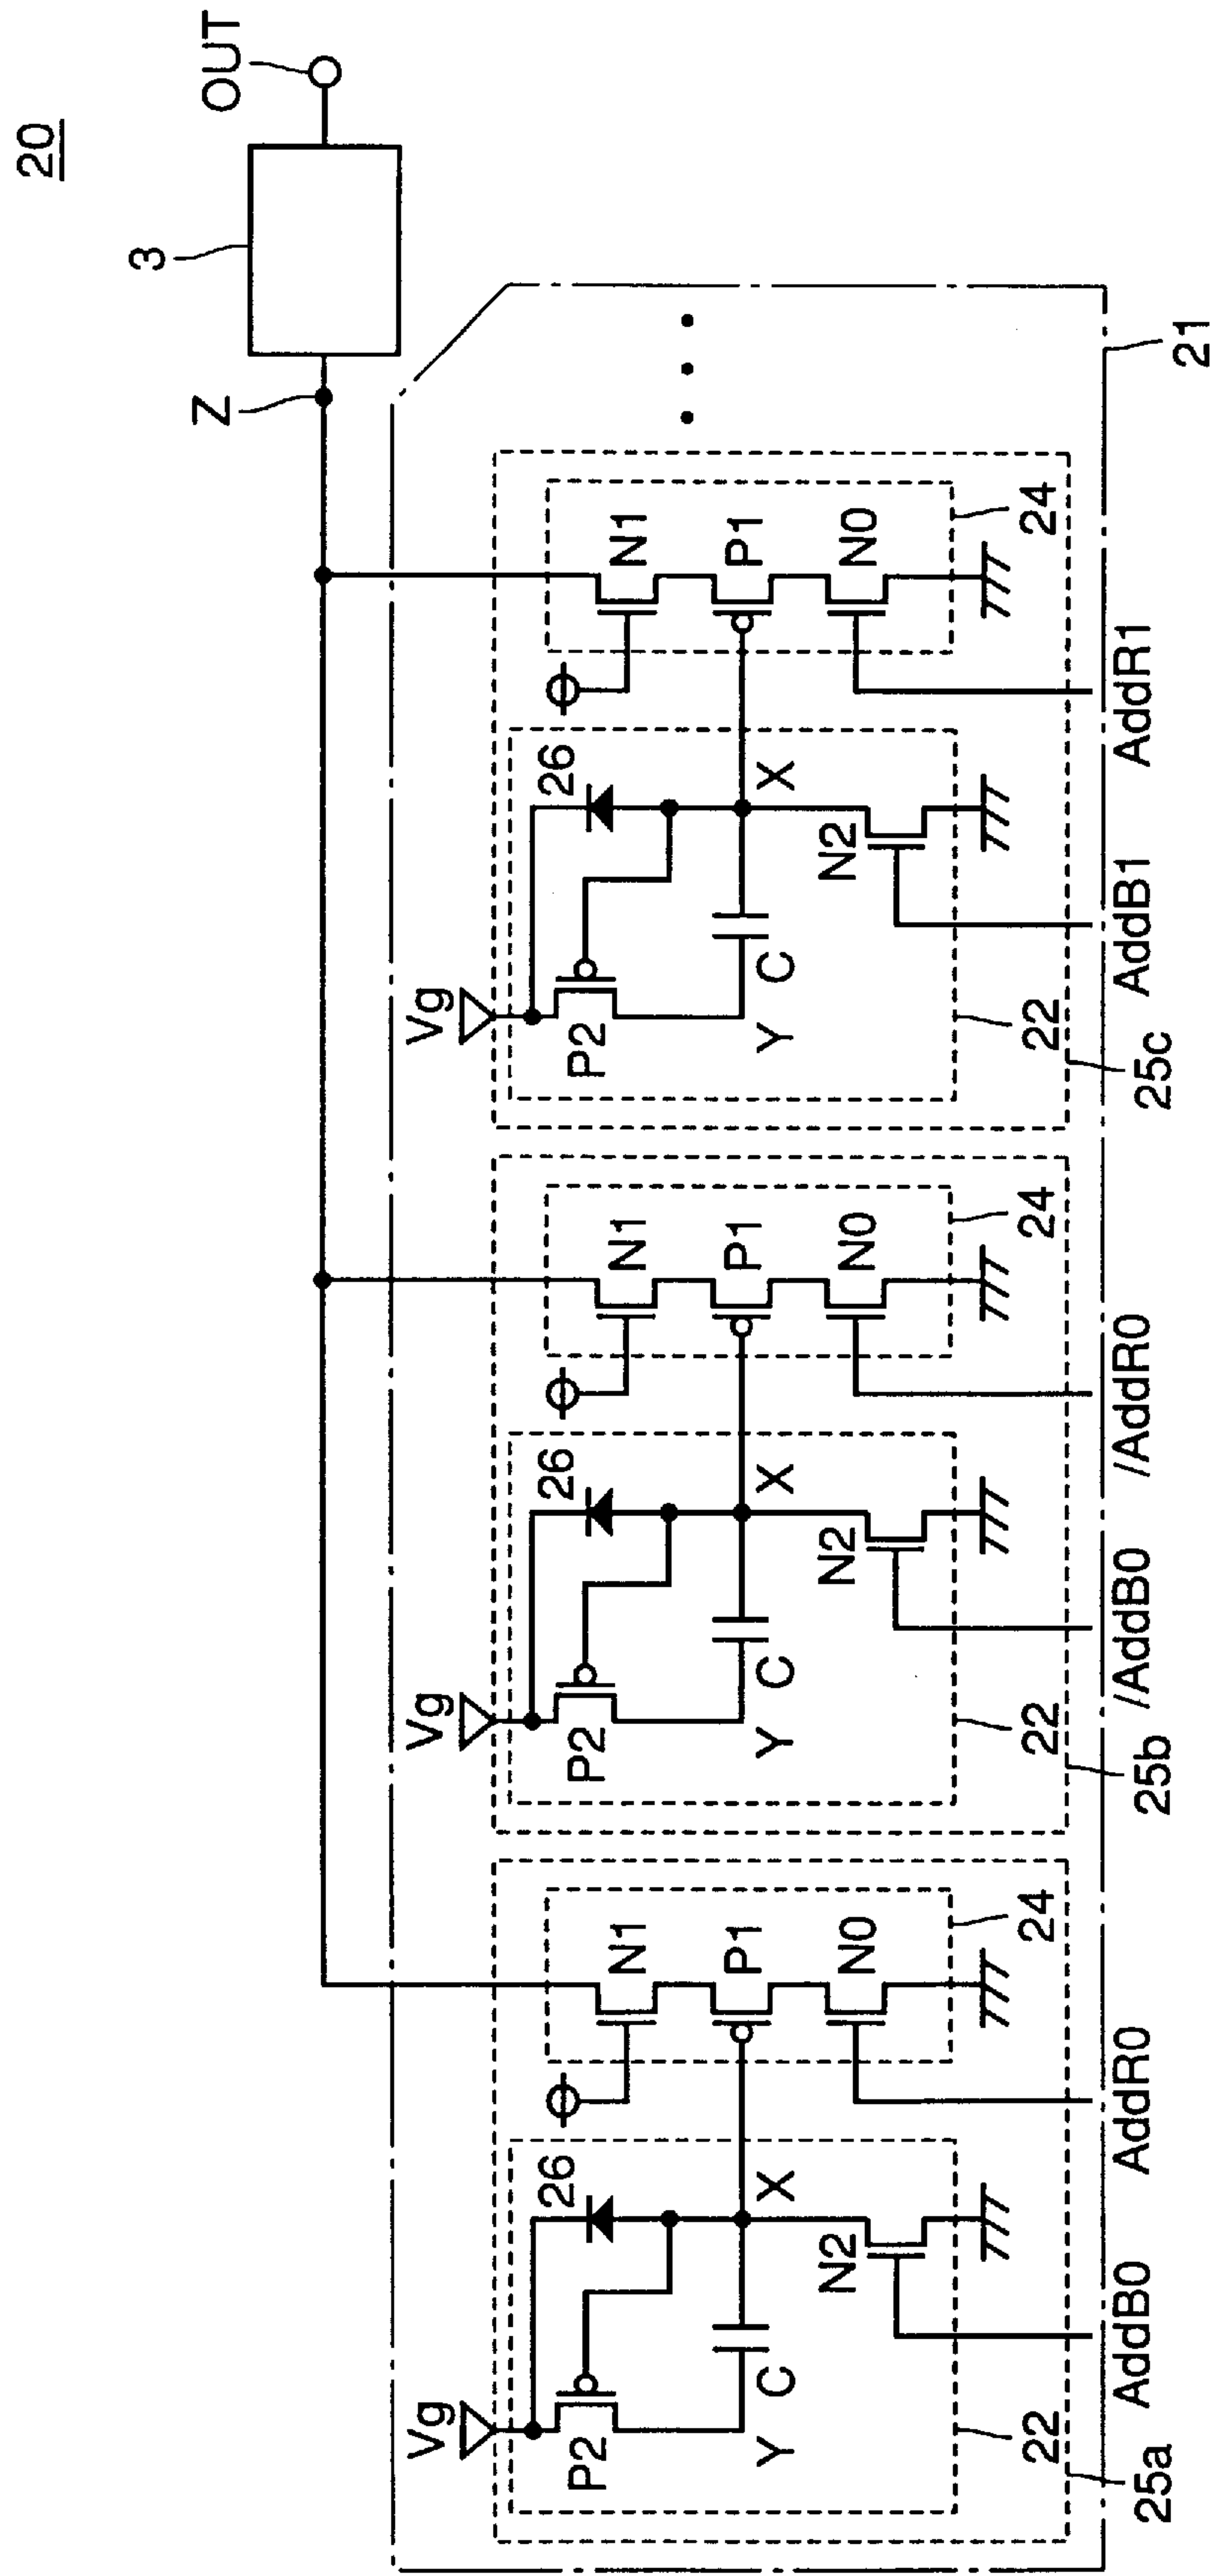 20
OUT
3
Z
Vg
26
P2
N1
P1
X
C
Y
N2
N0
22
24
25a
AddB0
AddR0
Vg
26
P2
N1
P1
X
C
Y
N2
N0
22
24
25b
/AddB0
/AddR0
Vg
26
P2
N1
P1
X
C
Y
N2
N0
22
24
25c
AddB1
AddR1
21